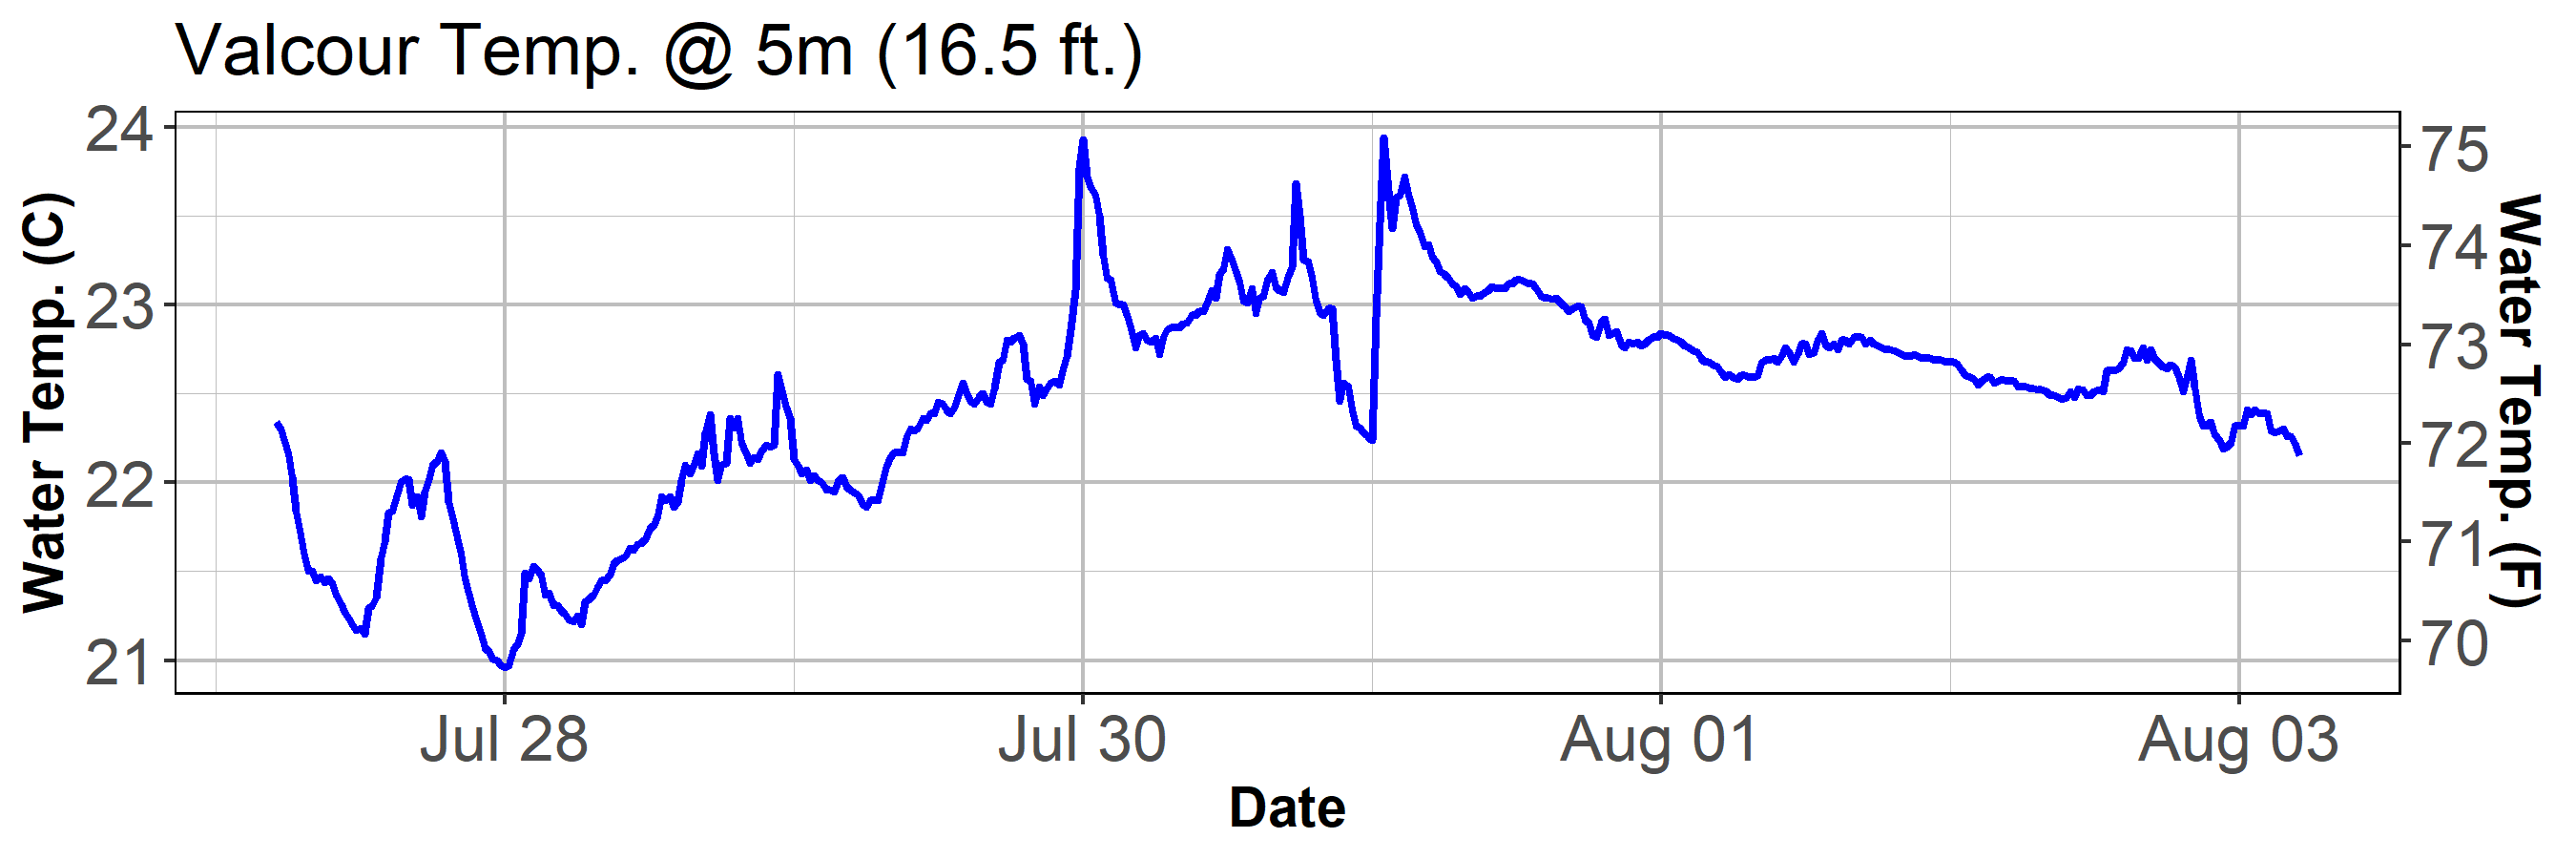 Valcour Temp. @ 5m (16.5 ft.)
Water Temp. (C)
24
23
22
21
75
74
73
72
71
70
Water Temp. (F)
Jul 28
Jul 30
Aug 01
Aug 03
Date